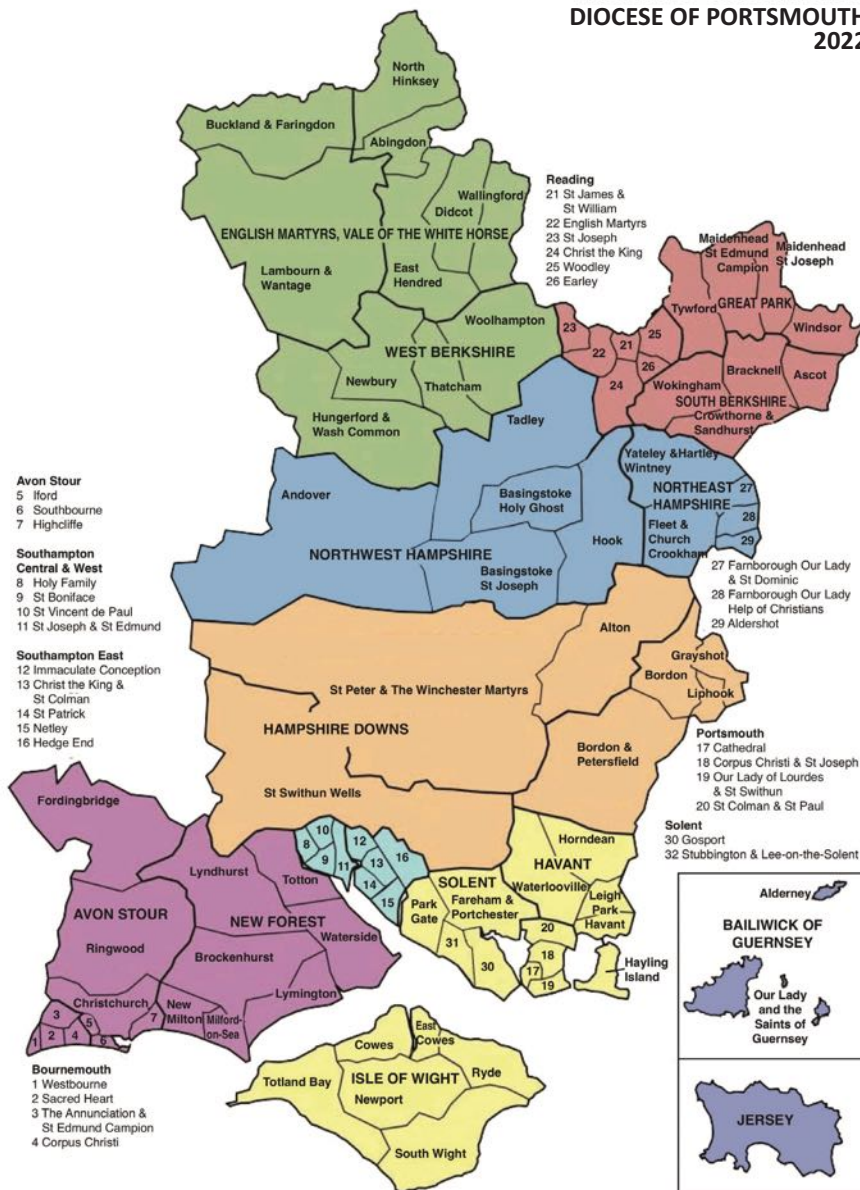 DIOCESE OF PORTSMOUTH
2022
North
Hinksey
Buckland & Faringdon
Abingdon
Wallingford
Didcot
ENGLISH MARTYRS, VALE OF THE WHITE HORSE
Lambourn &
Wantage
East
Hendred
Woolhampton
WEST BERKSHIRE
Newbury
Thatcham
Hungerford &
Wash Common
Reading
21 St James &
St William
22 English Martyrs
23 St Joseph
24 Christ the King
25 Woodley
26 Earley
Maidenhead
St Edmund
Campion
Maidenhead
St Joseph
GREAT PARK
Tywford
Windsor
23
22
21
25
26
24
Bracknell
Ascot
Wokingham
SOUTH BERKSHIRE
Crowthorne &
Sandhurst
Tadley
Yateley &Hartley
Wintney
NORTHEAST
HAMPSHIRE
27
28
29
Andover
Basingstoke
Holy Ghost
Hook
Fleet &
Church
Crookham
NORTHWEST HAMPSHIRE
Basingstoke
St Joseph
27 Farnborough Our Lady
& St Dominic
28 Farnborough Our Lady
Help of Christians
29 Aldershot
Avon Stour
5 Iford
6 Southbourne
7 Highcliffe
Southampton
Central & West
8 Holy Family
9 St Boniface
10 St Vincent de Paul
11 St Joseph & St Edmund
Southampton East
12 Immaculate Conception
13 Christ the King &
St Colman
14 St Patrick
15 Netley
16 Hedge End
Alton
Grayshot
Bordon
Liphook
St Peter & The Winchester Martyrs
HAMPSHIRE DOWNS
Bordon &
Petersfield
St Swithun Wells
Portsmouth
17 Cathedral
18 Corpus Christi & St Joseph
19 Our Lady of Lourdes
& St Swithun
20 St Colman & St Paul
Solent
30 Gosport
32 Stubbington & Lee-on-the-Solent
Fordingbridge
Lyndhurst
Totton
AVON STOUR
NEW FOREST
Ringwood
Brockenhurst
Waterside
Christchurch
New
Milton
Milford-
on-Sea
Lymington
3
5
7
1
2
4
6
8
10
9
11
12
13
16
14
15
Horndean
HAVANT
Waterlooville
Leigh
Park
Havant
SOLENT
Park
Gate
Fareham &
Portchester
31
30
20
18
17
19
Hayling
Island
Bournemouth
1 Westbourne
2 Sacred Heart
3 The Annunciation &
St Edmund Campion
4 Corpus Christi
Cowes
East
Cowes
Totland Bay
ISLE OF WIGHT
Ryde
Newport
South Wight
Alderney
BAILIWICK OF
GUERNSEY
Our Lady
and the
Saints of
Guernsey
JERSEY